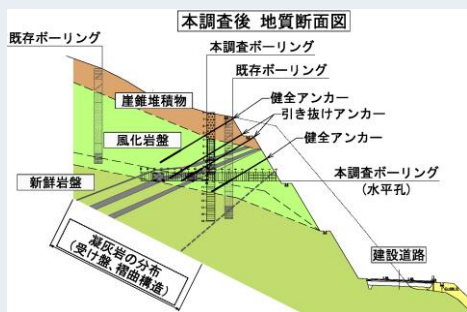 本調査後 地質断面図
既存ボーリング
本調査ボーリング
既存ボーリング
崖錐堆積物
健全アンカー
引き抜けアンカー
風化岩盤
健全アンカー
新鮮岩盤
本調査ボーリング
(水平孔)
凝灰岩の分布
(受け盤、褶曲構造)
建設道路